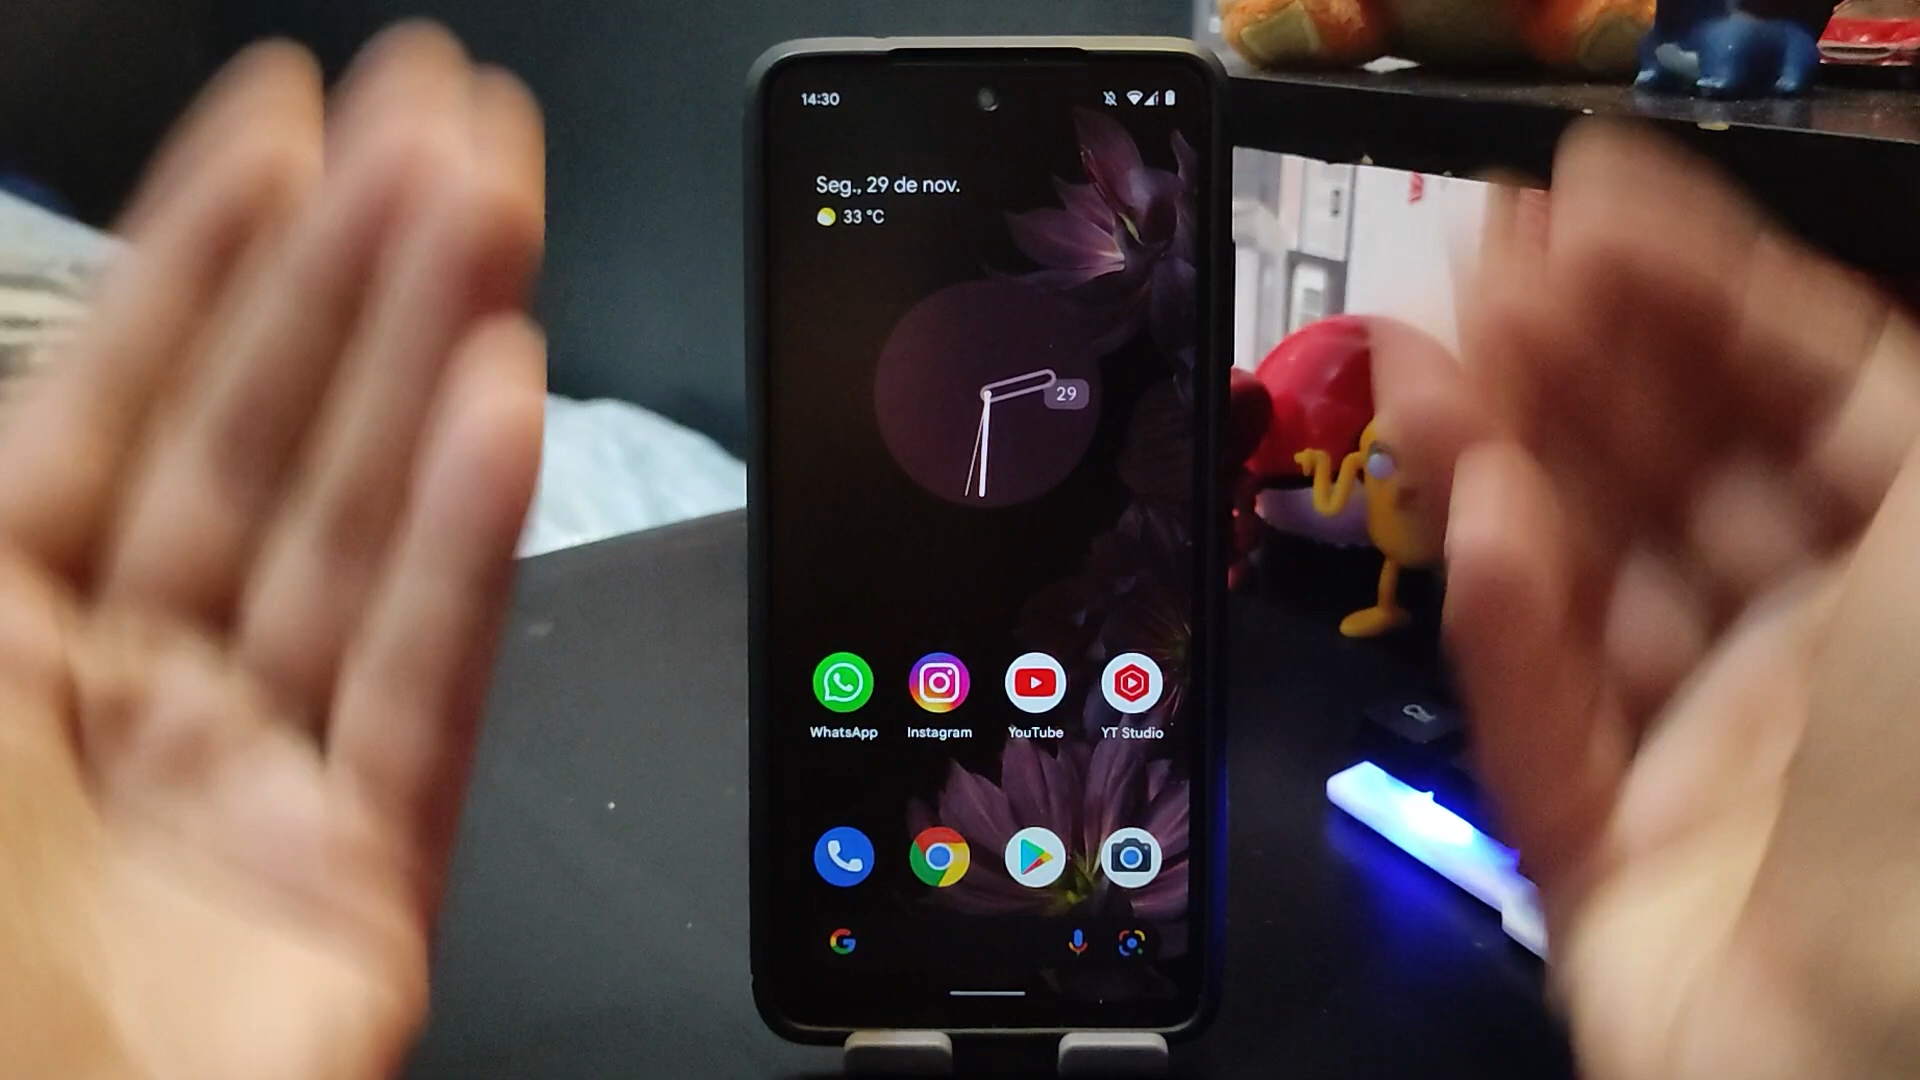 14:30
Seg., 29 de nov.
33 °C
29
WhatsApp
Instagram
YouTube
YT Studio